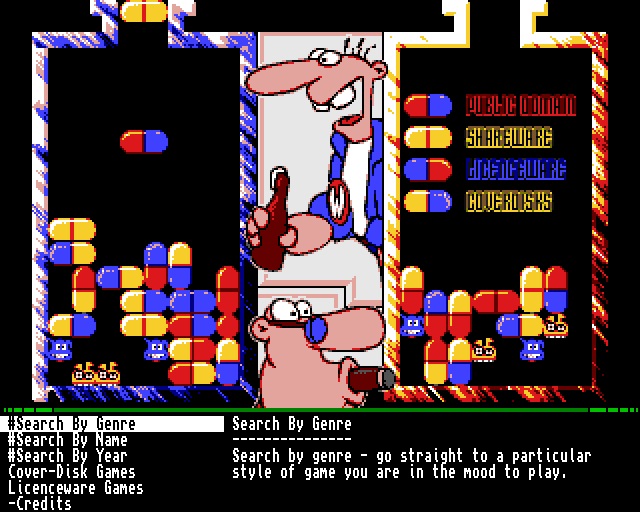 PUBLIC DOMAIN
SHAREWARE
LICENCEWARE
COVERDISKS
#Search By Genre
#Search By Name
#Search By Year
Cover-Disk Games
Licenceware Games
-Credits
Search By Genre
---------------
Search by genre - go straight to a particular
style of game you are in the mood to play.